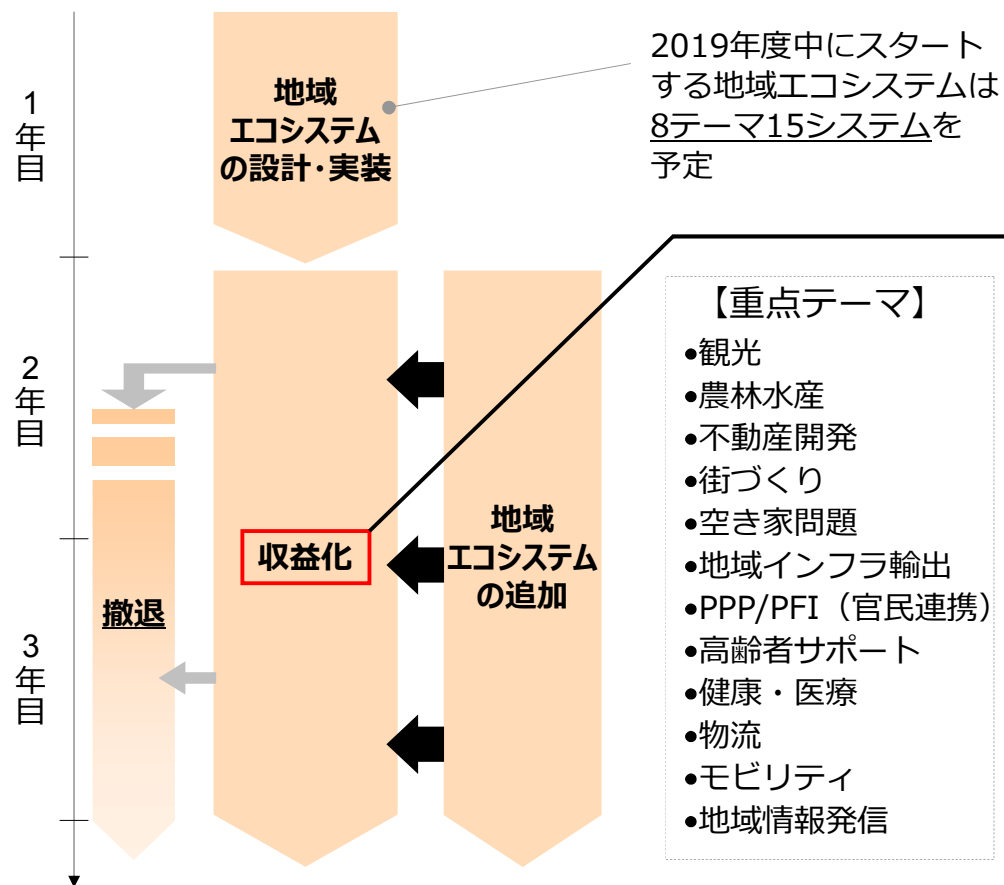 1年目
地域
エコシステム
の設計・実装
2019年度中にスタート
する地域エコシステムは
8テーマ15システムを
予定
2年目
3年目
撤退
収益化
地域
エコシステム
の追加
【重点テーマ】
•観光
•農林水産
•不動産開発
•街づくり
•空き家問題
•地域インフラ輸出
•PPP/PFI（官民連携）
•高齢者サポート
•健康・医療
•物流
•モビリティ
•地域情報発信